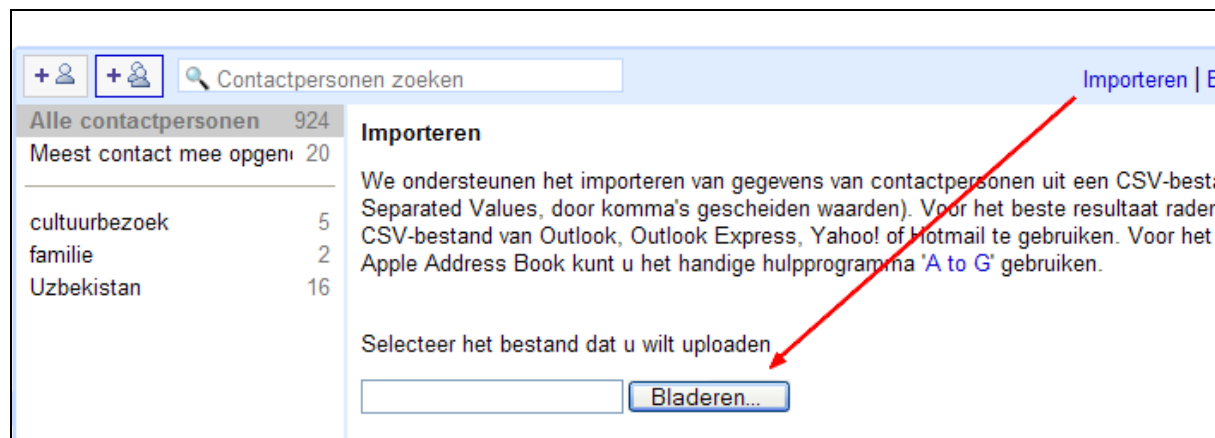 Contactpersonen zoeken
Importeren |
Alle contactpersonen 924
Meest contact mee opgen 20
cultuurbezoek 5
familie 2
Uzbekistan 16
Importeren
We ondersteunen het importeren van gegevens van contactpersonen uit een CSV-best
Separated Values, door komma's gescheiden waarden). Voor het beste resultaat rader
CSV-bestand van Outlook, Outlook Express, Yahoo! of Hotmail te gebruiken. Voor het
Apple Address Book kunt u het handige hulpprogramma 'A to G' gebruiken.
Selecteer het bestand dat u wilt uploaden
Bladeren...